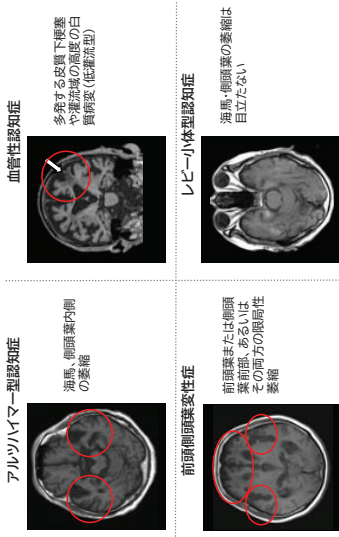 アルツハイマー型認知症
海馬、側頭葉内側
の萎縮
血管性認知症
多発する皮質下梗塞
や灌流域の高度の白
質病変（低灌流型）
前頭側頭葉変性症
前頭葉または側頭
葉前部、あるいは
その両方の限局性
萎縮
レビー小体型認知症
海馬・側頭葉の萎縮は
目立たない